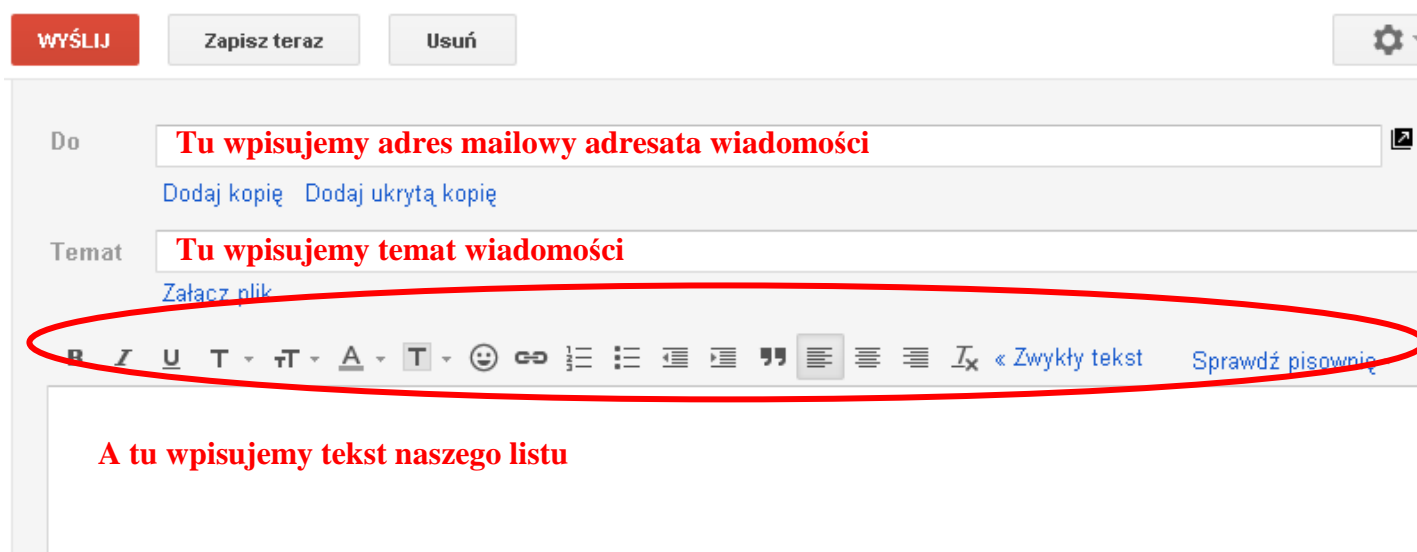 WYŚLIJ Zapisz teraz Usuń
Do Tu wpisujemy adres mailowy adresata wiadomości
Dodaj kopię Dodaj ukrytą kopię
Temat Tu wpisujemy temat wiadomości
Załącz plik
B I U T T A T « Zwykły tekst Sprawdź pisownię
A tu wpisujemy tekst naszego listu